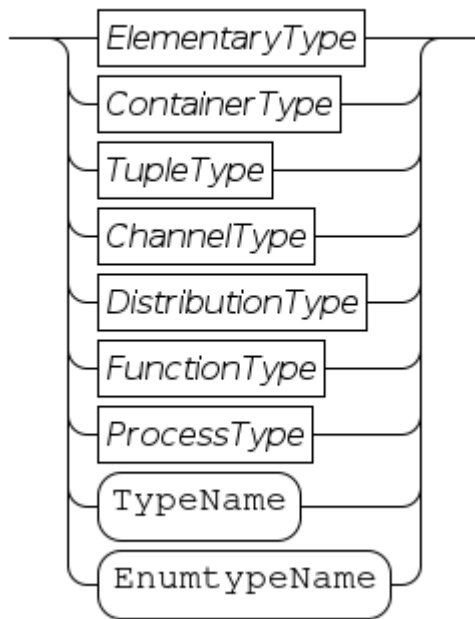 ElementaryType
ContainerType
TupleType
ChannelType
DistributionType
FunctionType
ProcessType
TypeName
EnumtypeName